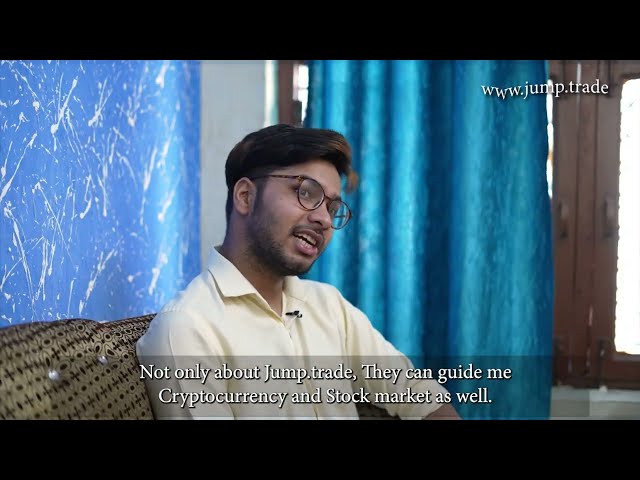 www.jump.trade
Not only about Jump.trade, They can guide me
Cryptocurrency and Stock market as well.